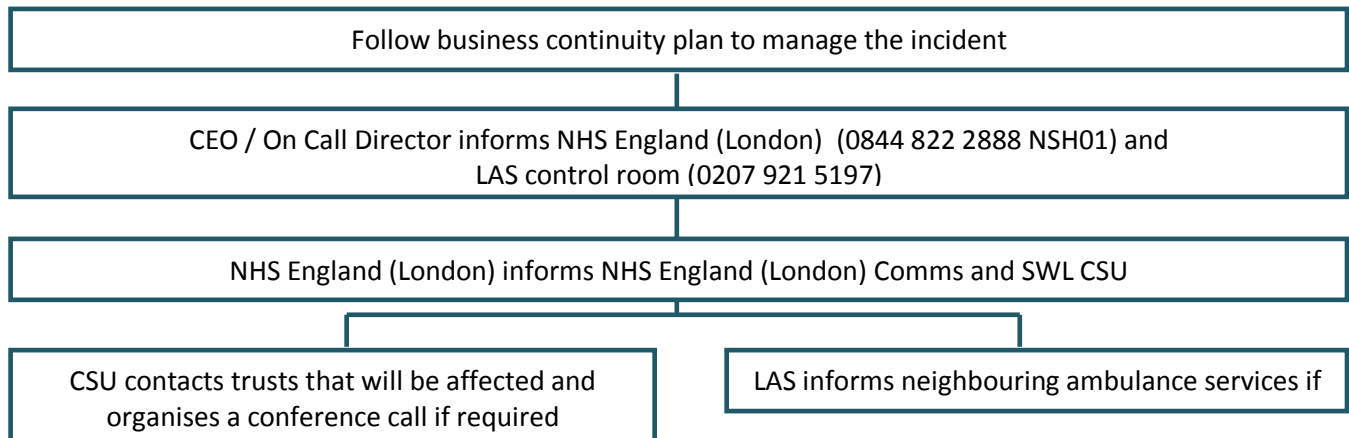 Follow business continuity plan to manage the incident
CEO / On Call Director informs NHS England (London) (0844 822 2888 NSH01) and
LAS control room (0207 921 5197)
NHS England (London) informs NHS England (London) Comms and SWL CSU
CSU contacts trusts that will be affected and
organises a conference call if required
LAS informs neighbouring ambulance services if